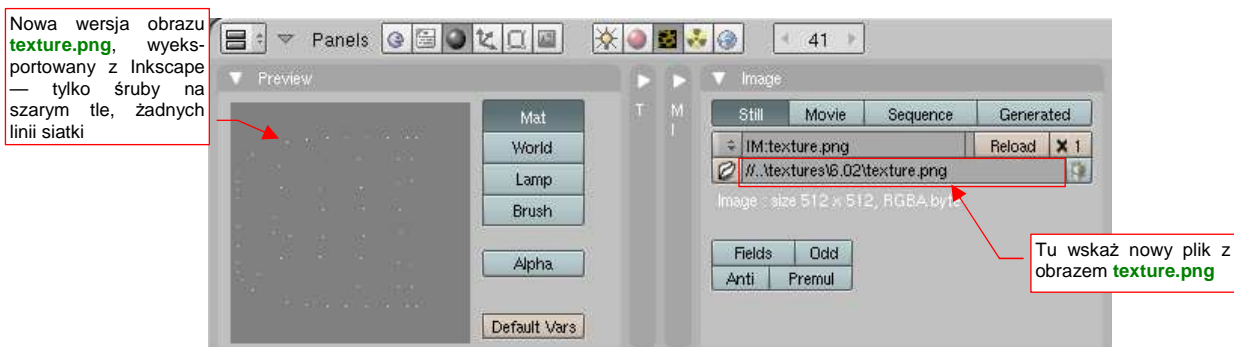 Nowa wersja obrazu
texture.png, wyeks-
portowany z Inkscape
— tylko śruby na
szarym tle, żadnych
linii siatki
Panels
41
Preview
T
M
I
Image
Mat
World
Lamp
Brush
Alpha
Default Vars
Still Movie Sequence Generated
IM:texture.png Reload X 1
//..\textures\6.02\texture.png
Image : size 512 x 512, RGBA byte
Fields Odd
Anti Premul
Tu wskaż nowy plik z
obrazem texture.png